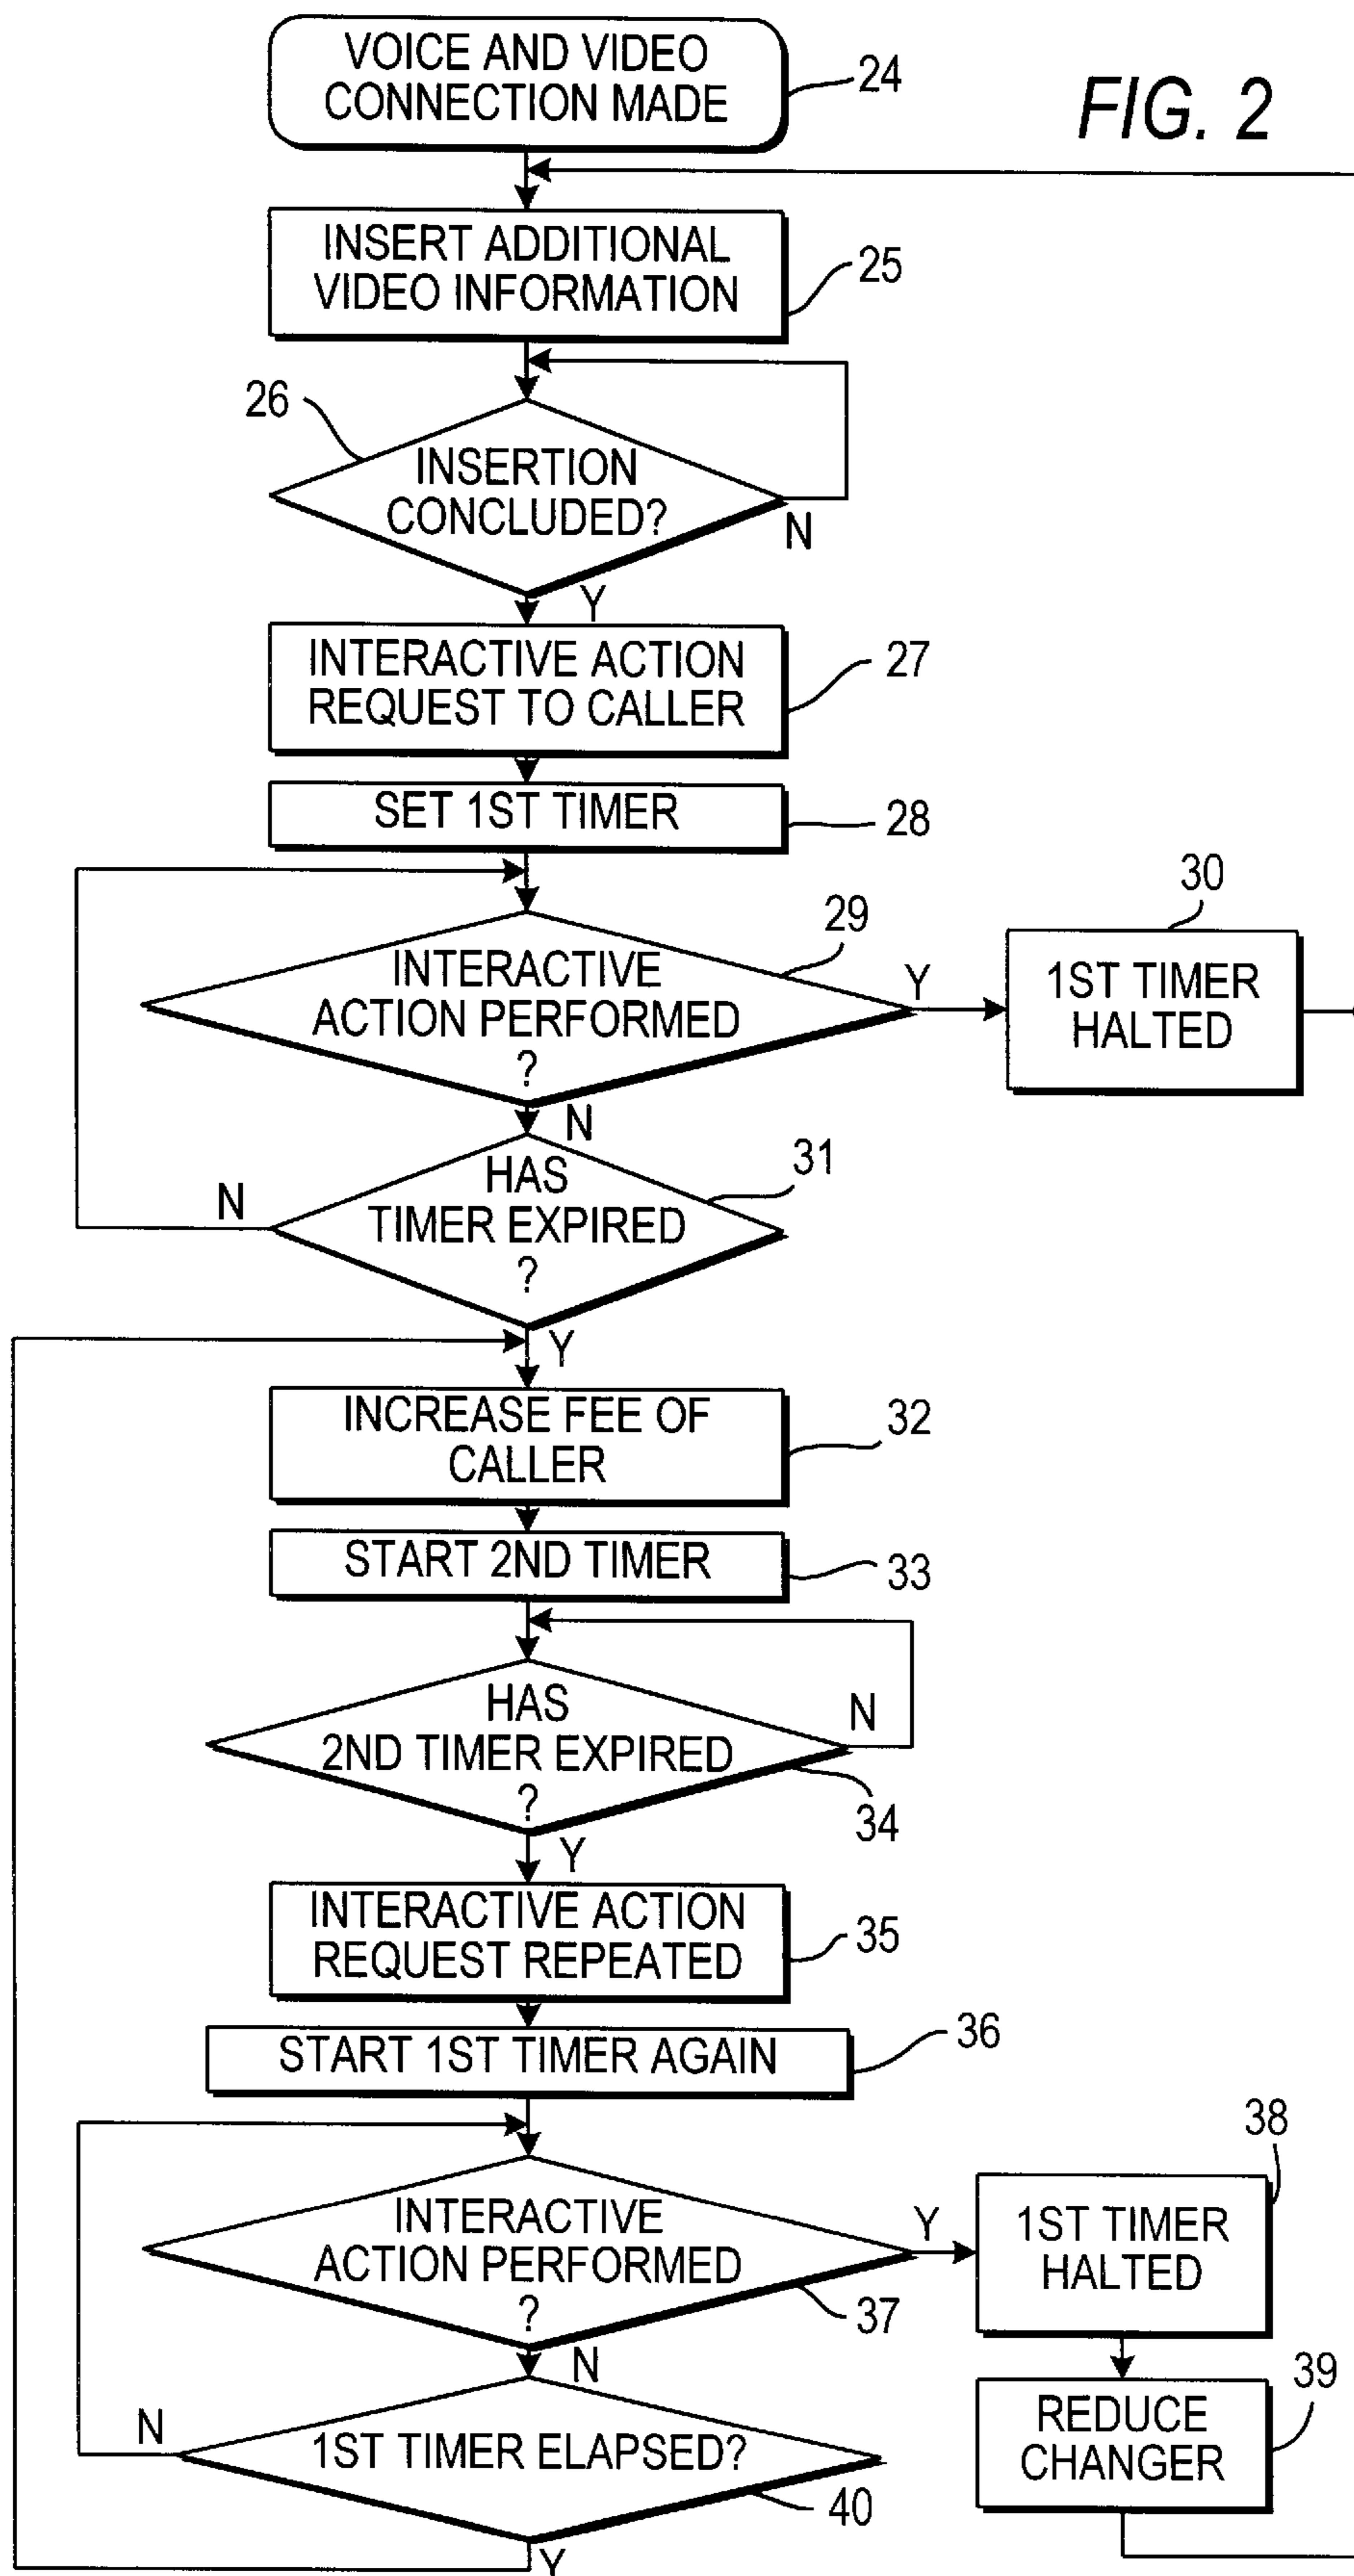 VOICE AND VIDEO
CONNECTION MADE
24
FIG. 2
INSERT ADDITIONAL
VIDEO INFORMATION
25
26
INSERTION
CONCLUDED?
N
Y
INTERACTIVE ACTION
REQUEST TO CALLER
27
SET 1ST TIMER
28
29
INTERACTIVE
ACTION PERFORMED
?
Y
30
1ST TIMER
HALTED
N
31
HAS
TIMER EXPIRED
?
N
Y
INCREASE FEE OF
CALLER
32
START 2ND TIMER
33
HAS
2ND TIMER EXPIRED
?
N
34
Y
INTERACTIVE ACTION
REQUEST REPEATED
35
START 1ST TIMER AGAIN
36
INTERACTIVE
ACTION PERFORMED
?
Y
37
38
1ST TIMER
HALTED
N
39
REDUCE
CHANGER
N
1ST TIMER ELAPSED?
40
Y